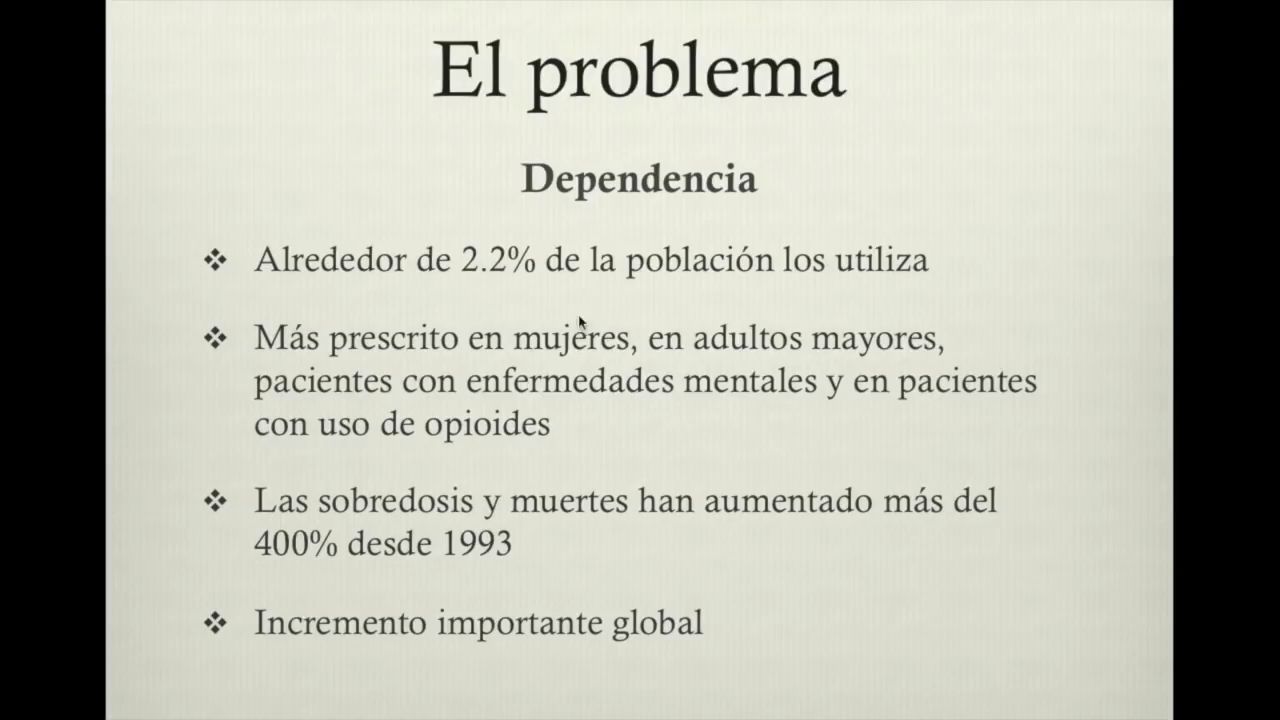 El problema
Dependencia
❖ Alrededor de 2.2% de la población los utiliza
❖ Más prescrito en mujeres, en adultos mayores,
pacientes con enfermedades mentales y en pacientes
con uso de opioides
❖ Las sobredosis y muertes han aumentado más del
400% desde 1993
❖ Incremento importante global